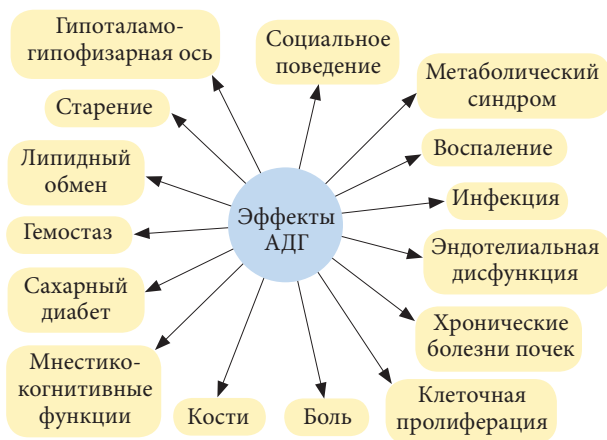 Гипоталамо-
гипофизарная ось
Социальное
поведение
Метаболический
синдром
Старение
Воспаление
Липидный
обмен
Инфекция
Эффекты
АДГ
Гемостаз
Эндотелиальная
дисфункция
Сахарный
диабет
Хронические
болезни почек
Мнестико-
когнитивные
функции
Кости
Боль
Клеточная
пролиферация